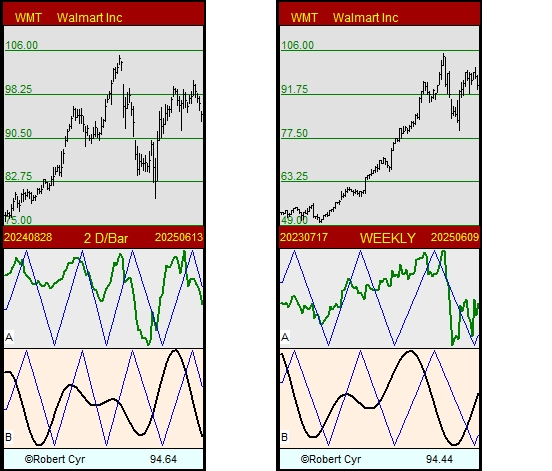 WMT Walmart Inc
106.00
98.25
90.50
82.75
75.00
20240828 2 D/Bar 20250613
A
B
©Robert Cyr 94.64
WMT Walmart Inc
106.00
91.75
77.50
63.25
49.00
20230717 WEEKLY 20250609
A
B
©Robert Cyr 94.44